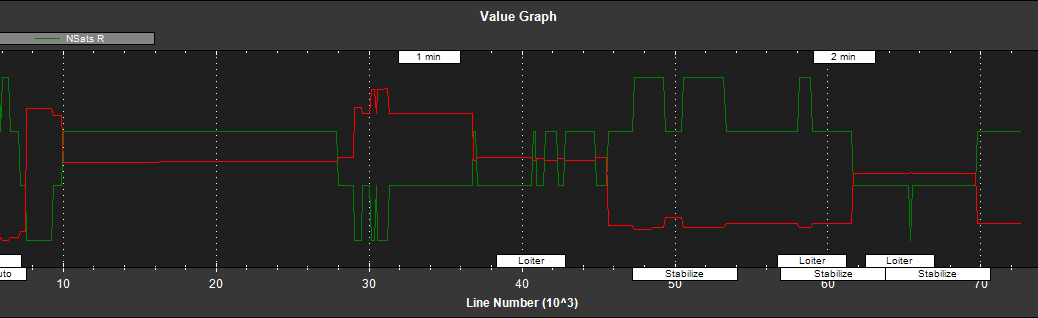 Value Graph
NSats R
1 min
2 min
Loiter
Loiter
Loiter
uto
Stabilize
Stabilize
Stabilize
10
20
30
40
50
60
70
Line Number (10^3)